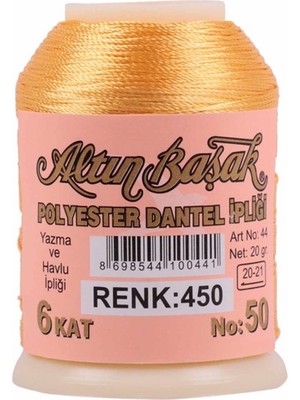 Altın Başak
POLYESTER DANTEL İPLİĞİ
Yazma
ve
Havlu
İpliği
Art No: 44
Net: 20 gr.
20-21
8 698544 100441
RENK:450
6 KAT
No: 50